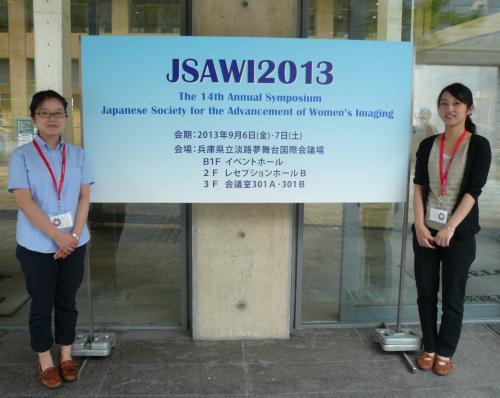 JSAWI2013
The 14th Annual Symposium
Japanese Society for the Advancement of Women's Imaging
会期：2013年9月6日(金)・7日(土)
会場：兵庫県立淡路夢舞台国際会議場
B1F イベントホール
2F レセプションホールB
3F 会議室301A・301B